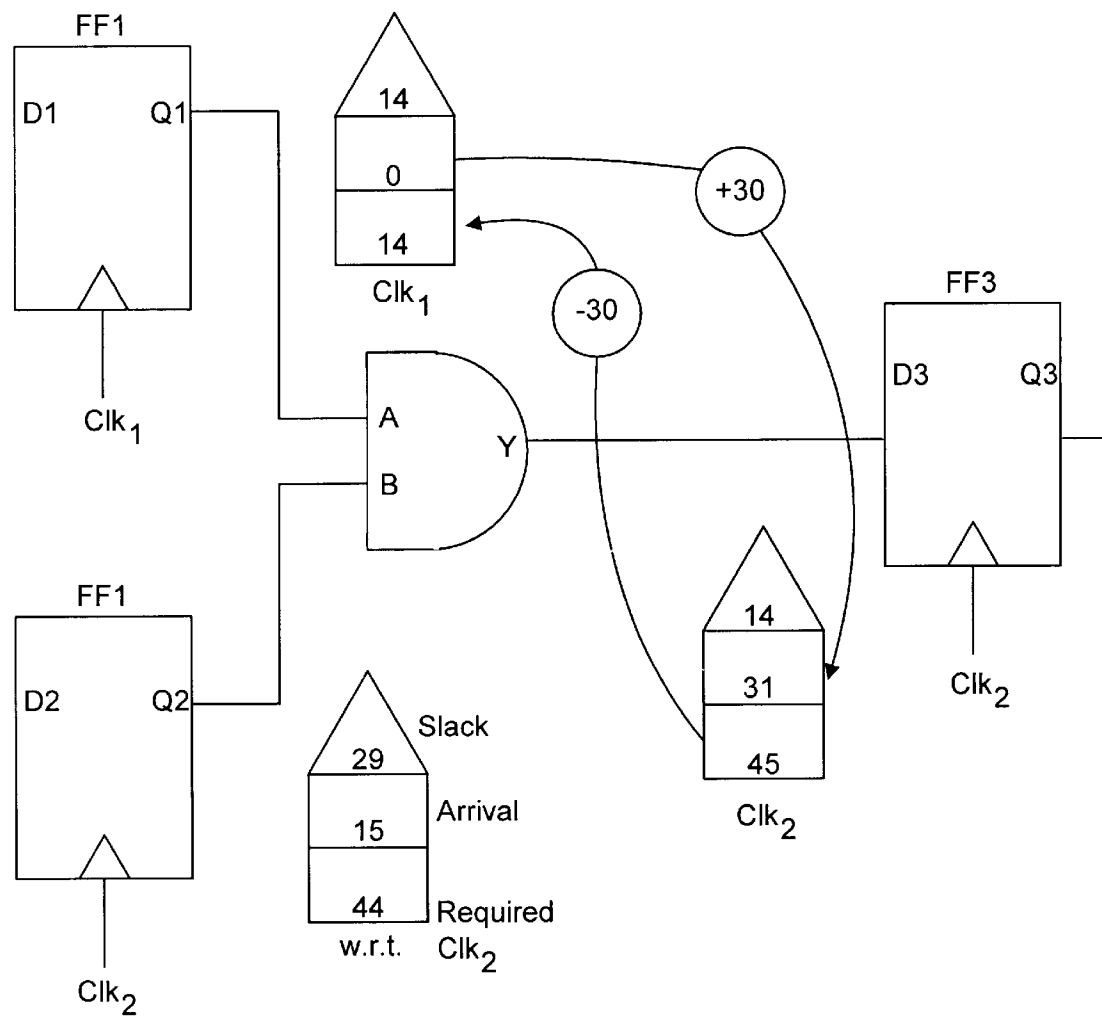 FF1
D1 Q1
Clk1
14
0
14
Clk1
+30
-30
A
B
Y
FF3
D3 Q3
Clk2
FF1
D2 Q2
Clk2
Slack
29
Arrival
15
44 Required
w.r.t. Clk2
14
31
45
Clk2